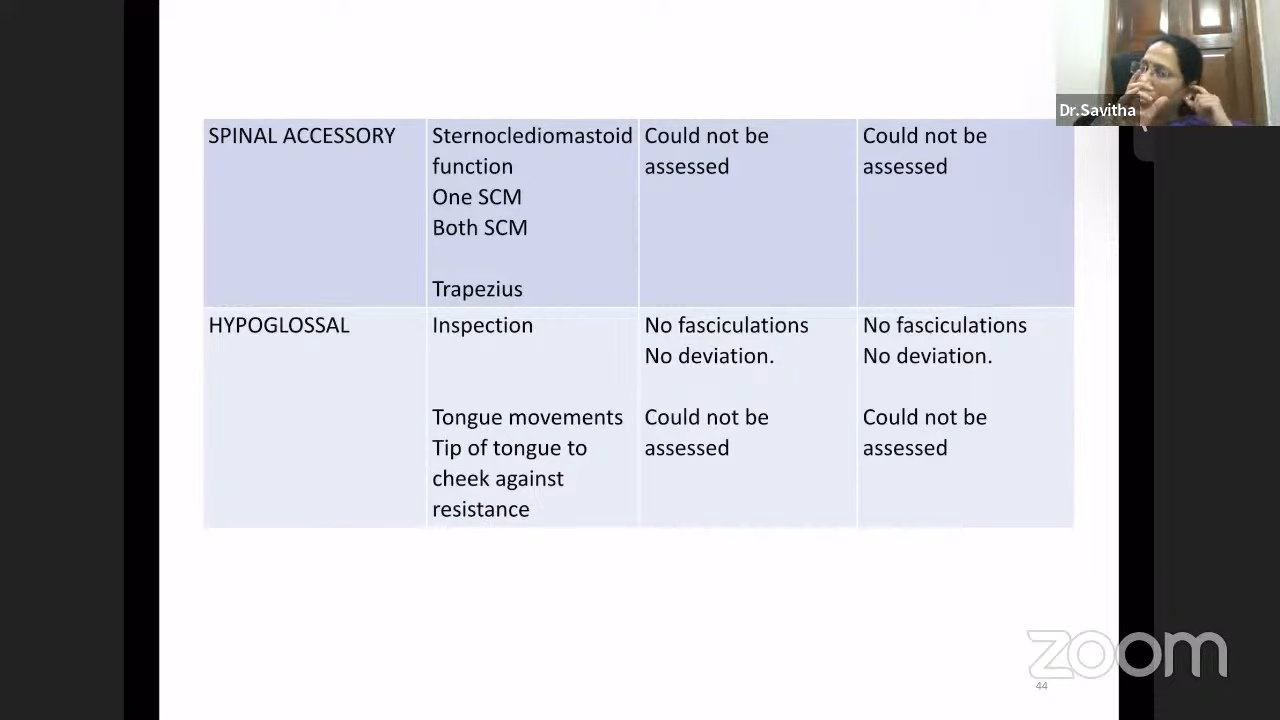 Dr.Savitha
SPINAL ACCESSORY
Sternoclediomastoid
function
One SCM
Both SCM
Trapezius
Could not be
assessed
Could not be
assessed
HYPOGLOSSAL
Inspection
Tongue movements
Tip of tongue to
cheek against
resistance
No fasciculations
No deviation.
Could not be
assessed
No fasciculations
No deviation.
Could not be
assessed
zoom
44